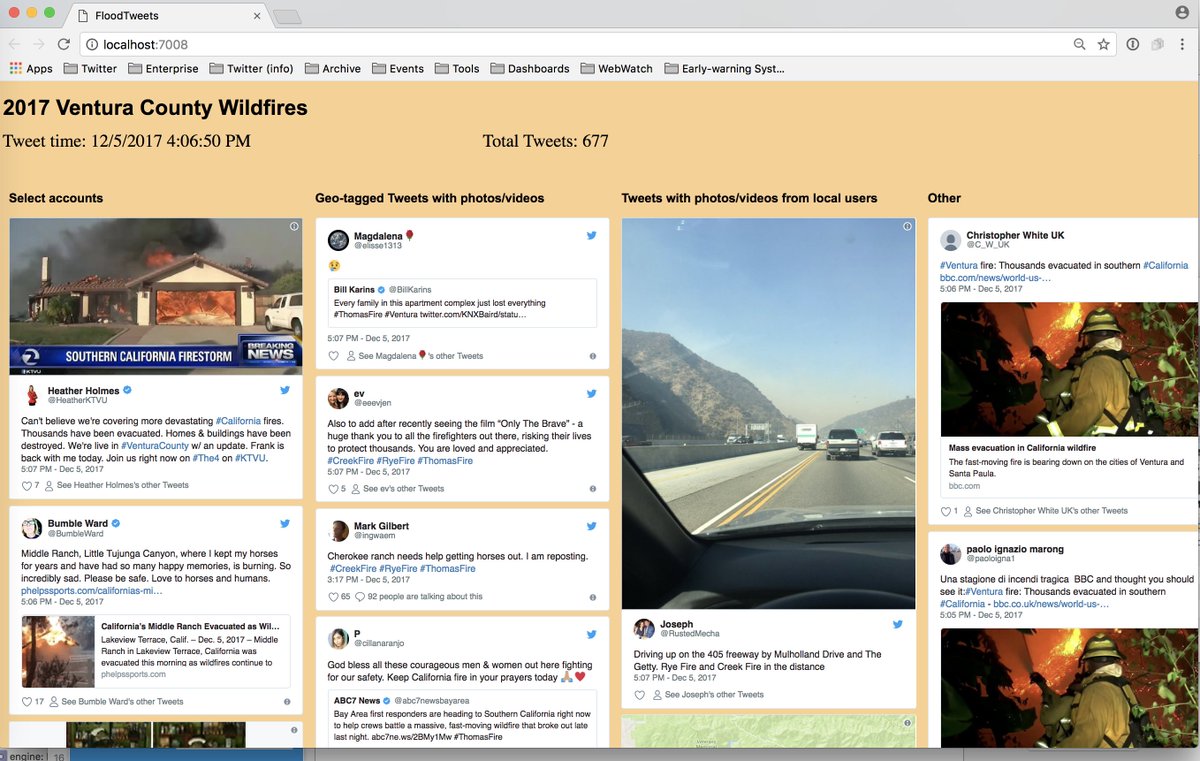 FloodTweets
localhost:7008
Apps Twitter Enterprise Twitter (info) Archive Events Tools Dashboards WebWatch Early-warning Syst...
2017 Ventura County Wildfires
Tweet time: 12/5/2017 4:06:50 PM Total Tweets: 677
Select accounts
2 SOUTHERN CALIFORNIA FIRESTORM BREAKING NEWS
KTVU
Heather Holmes
@HeatherKTVU
Can't believe we're covering more devastating #California fires.
Thousands have been evacuated. Homes & buildings have been
destroyed. We're live in #VenturaCounty w/ an update. Frank is
back with me today. Join us right now on #The4 on #KTVU.
5:07 PM - Dec 5, 2017
7 See Heather Holmes's other Tweets
Bumble Ward
@BumbleWard
Middle Ranch, Little Tujunga Canyon, where I kept my horses
for years and have had so many happy memories, is burning. So
incredibly sad. Please be safe. Love to horses and humans.
phelpssports.com/californias-mi...
5:06 PM - Dec 5, 2017
California's Middle Ranch Evacuated as Wil...
Lakeview Terrace, Calif. – Dec. 5, 2017 – Middle
Ranch in Lakeview Terrace, California was
evacuated this morning as wildfires continue to
phelpssports.com
17 See Bumble Ward's other Tweets
Geo-tagged Tweets with photos/videos
Magdalena🌹
@elisse1313
😢
Bill Karins @BillKarins
Every family in this apartment complex just lost everything
#ThomasFire #Ventura twitter.com/KNXBaird/statu...
5:07 PM - Dec 5, 2017
See Magdalena🌹's other Tweets
ev
@eeevjen
Also to add after recently seeing the film "Only The Brave" - a
huge thank you to all the firefighters out there, risking their lives
to protect thousands. You are loved and appreciated.
#CreekFire #RyeFire #ThomasFire
5:07 PM - Dec 5, 2017
5 See ev's other Tweets
Mark Gilbert
@ingwaem
Cherokee ranch needs help getting horses out. I am reposting.
#CreekFire #RyeFire #ThomasFire
3:17 PM - Dec 5, 2017
65 92 people are talking about this
P
@cillanaranjo
God bless all these courageous men & women out here fighting
for our safety. Keep California fire in your prayers today 🙏🏼❤️
ABC7 News @abc7newsbayarea
Bay Area first responders are heading to Southern California right now
to help crews battle a massive, fast-moving wildfire that broke out late
last night. abc7ne.ws/2BMy1Mw #ThomasFire
Tweets with photos/videos from local users
Joseph
@RustedMecha
Driving up on the 405 freeway by Mulholland Drive and The
Getty. Rye Fire and Creek Fire in the distance
5:07 PM - Dec 5, 2017
See Joseph's other Tweets
Other
Christopher White UK
@C_W_UK
#Ventura fire: Thousands evacuated in southern #California
bbc.com/news/world-us-...
5:06 PM - Dec 5, 2017
Mass evacuation in California wildfire
The fast-moving fire is bearing down on the cities of Ventura and
Santa Paula.
bbc.com
1 See Christopher White UK's other Tweets
paolo ignazio marong
@paoloigna1
Una stagione di incendi tragica BBC and thought you should
see it:#Ventura fire: Thousands evacuated in southern
#California - bbc.co.uk/news/world-us-...
5:05 PM - Dec 5, 2017
engine: 16